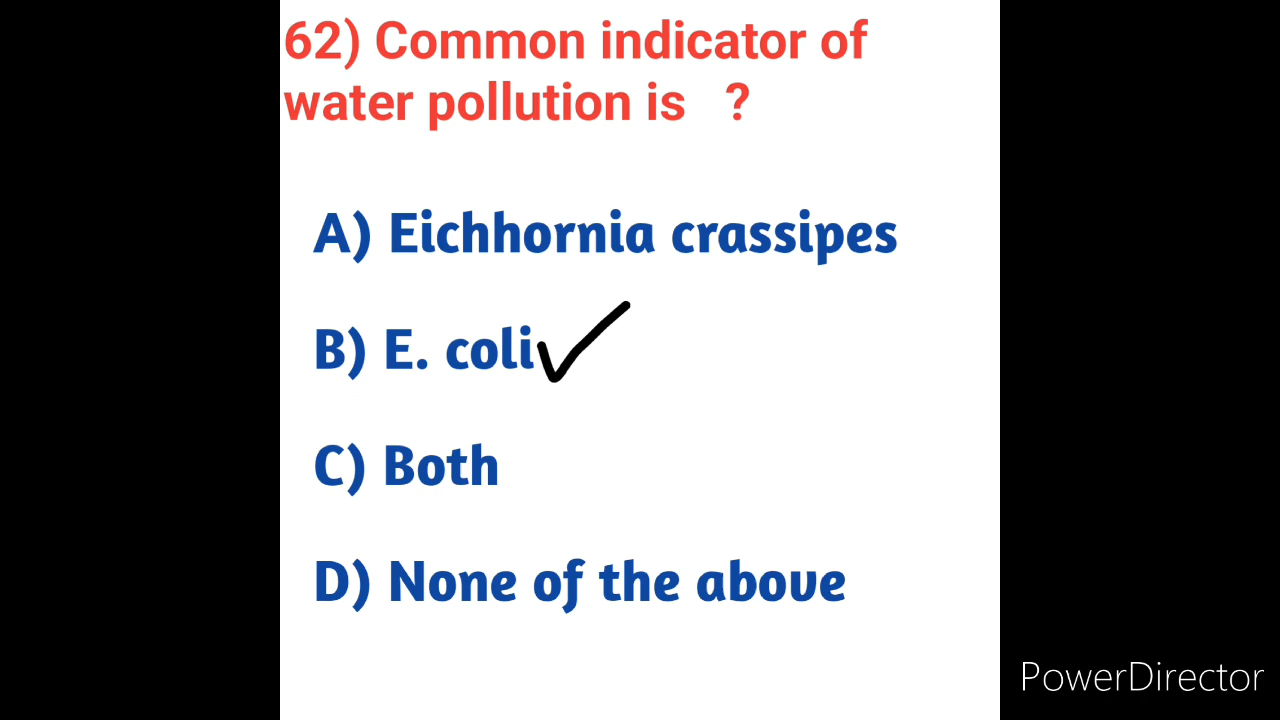 62) Common indicator of
water pollution is ?
A) Eichhornia crassipes
B) E. coli
C) Both
D) None of the above
PowerDirector